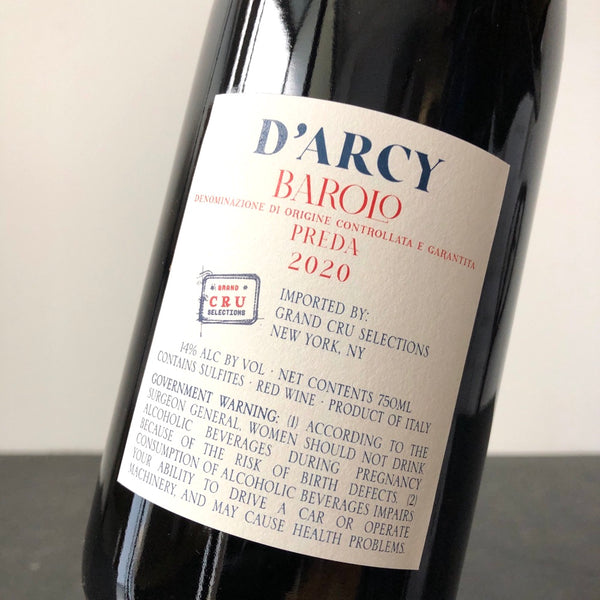 D'ARCY
BAROLO
DENOMINAZIONE DI ORIGINE CONTROLLATA E GARANTITA
PREDA
2020
GRAND
CRU
SELECTIONS
IMPORTED BY:
GRAND CRU SELECTIONS
NEW YORK, NY
14% ALC BY VOL · NET CONTENTS 750ML
CONTAINS SULFITES · RED WINE · PRODUCT OF ITALY
GOVERNMENT WARNING: (1) ACCORDING TO THE
SURGEON GENERAL, WOMEN SHOULD NOT DRINK
ALCOHOLIC BEVERAGES DURING PREGNANCY
BECAUSE OF THE RISK OF BIRTH DEFECTS. (2)
CONSUMPTION OF ALCOHOLIC BEVERAGES IMPAIRS
YOUR ABILITY TO DRIVE A CAR OR OPERATE
MACHINERY, AND MAY CAUSE HEALTH PROBLEMS.